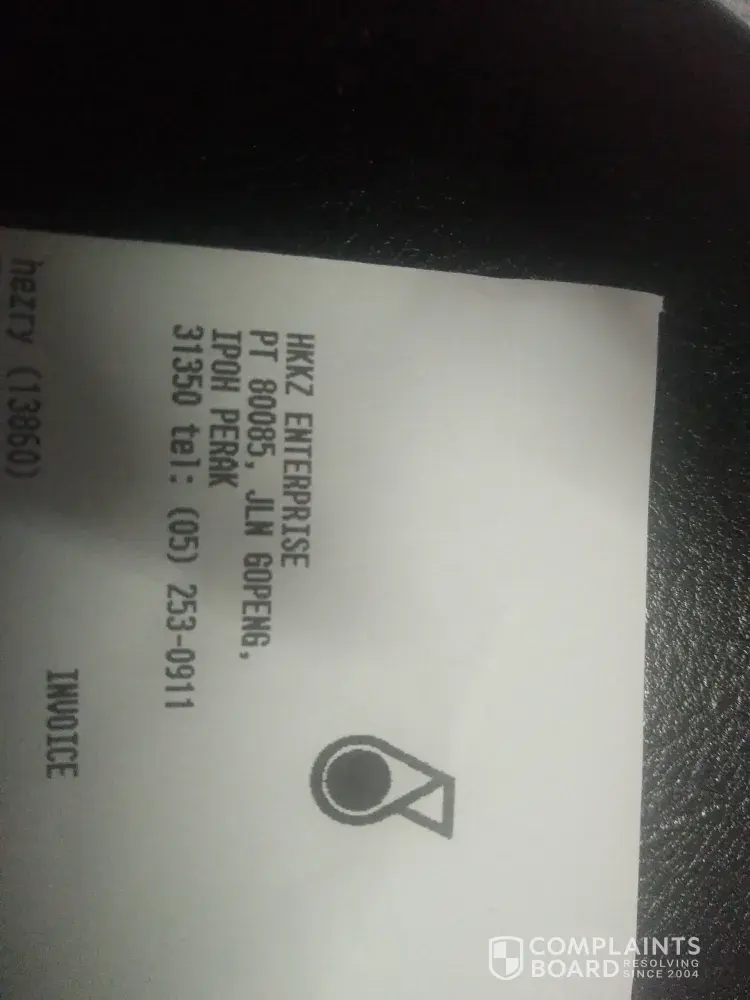 HKKZ ENTERPRISE
PT 80085, JLN GOPENG,
IPOH PERAK
31350 tel: (05) 253-0911
INVOICE
hezry (13860)
COMPLAINTS
BOARD RESOLVING
SINCE 2004